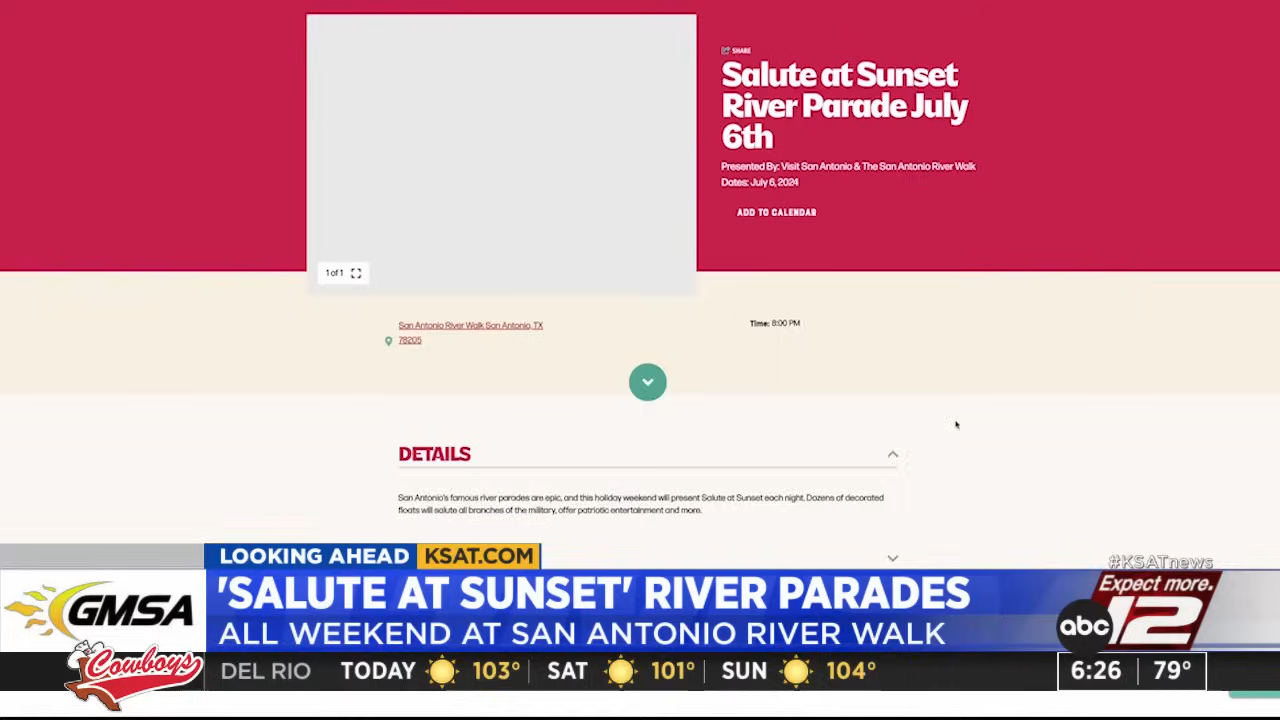 SHARE
Salute at Sunset
River Parade July
6th
Presented By: Visit San Antonio & The San Antonio River Walk
Dates: July 6, 2024
ADD TO CALENDAR
1 of 1
San Antonio River Walk San Antonio, TX
78205
Time: 8:00 PM
DETAILS
San Antonio's famous river parades are epic, and this holiday weekend will present Salute at Sunset each night. Dozens of decorated
floats will salute all branches of the military, offer patriotic entertainment and more.
LOOKING AHEAD KSAT.COM
#KSATnews
GMSA
'SALUTE AT SUNSET' RIVER PARADES
ALL WEEKEND AT SAN ANTONIO RIVER WALK
Expect more.
abc 12
Cowboys
DEL RIO TODAY 103° SAT 101° SUN 104°
6:26 79°